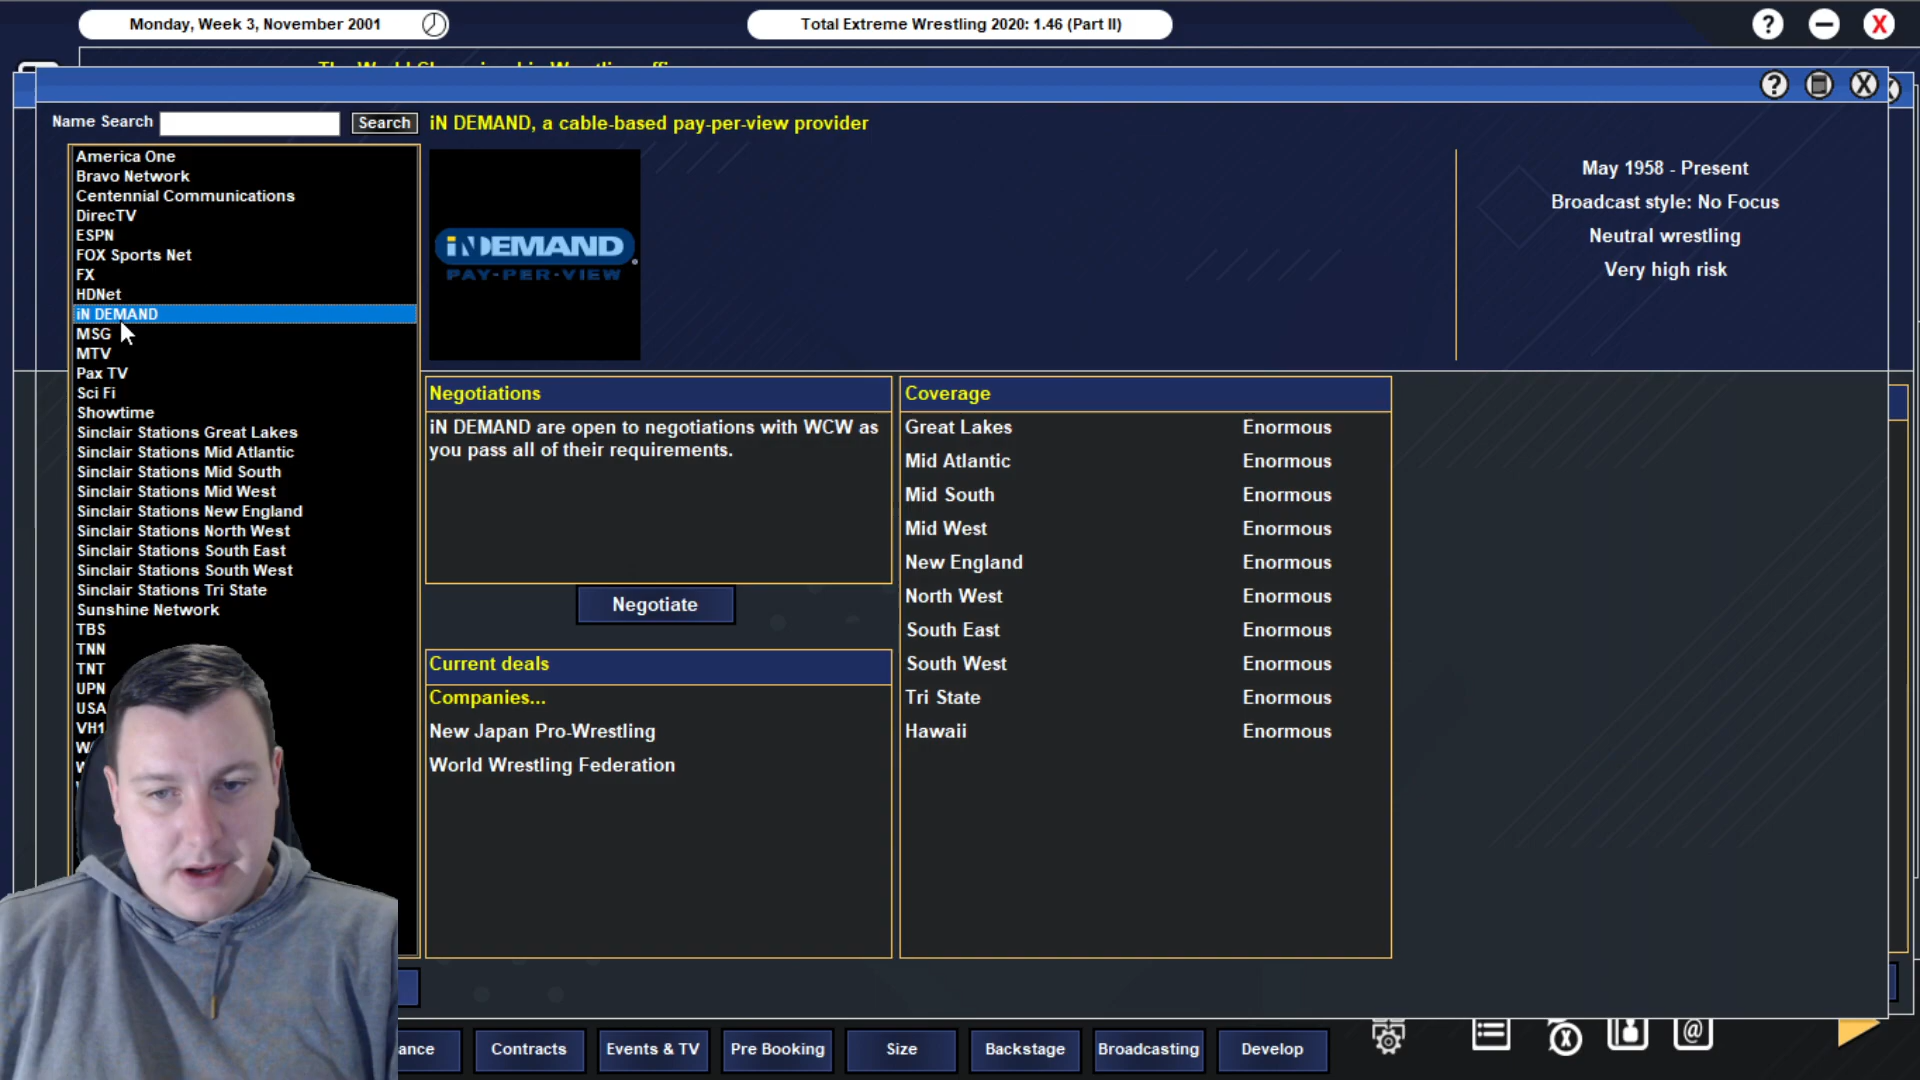 Monday, Week 3, November 2001
Total Extreme Wrestling 2020: 1.46 (Part II)
? – X
? X
Name Search
Search
iN DEMAND, a cable-based pay-per-view provider
America One
Bravo Network
Centennial Communications
DirecTV
ESPN
FOX Sports Net
FX
HDNet
iN DEMAND
MSG
MTV
Pax TV
Sci Fi
Showtime
Sinclair Stations Great Lakes
Sinclair Stations Mid Atlantic
Sinclair Stations Mid South
Sinclair Stations Mid West
Sinclair Stations New England
Sinclair Stations North West
Sinclair Stations South East
Sinclair Stations South West
Sinclair Stations Tri State
Sunshine Network
TBS
TNN
TNT
UPN
USA
VH1
iNDEMAND
PAY-PER-VIEW
May 1958 - Present
Broadcast style: No Focus
Neutral wrestling
Very high risk
Negotiations
iN DEMAND are open to negotiations with WCW as
you pass all of their requirements.
Negotiate
Current deals
Companies...
New Japan Pro-Wrestling
World Wrestling Federation
Coverage
Great Lakes Enormous
Mid Atlantic Enormous
Mid South Enormous
Mid West Enormous
New England Enormous
North West Enormous
South East Enormous
South West Enormous
Tri State Enormous
Hawaii Enormous
ance
Contracts
Events & TV
Pre Booking
Size
Backstage
Broadcasting
Develop
@